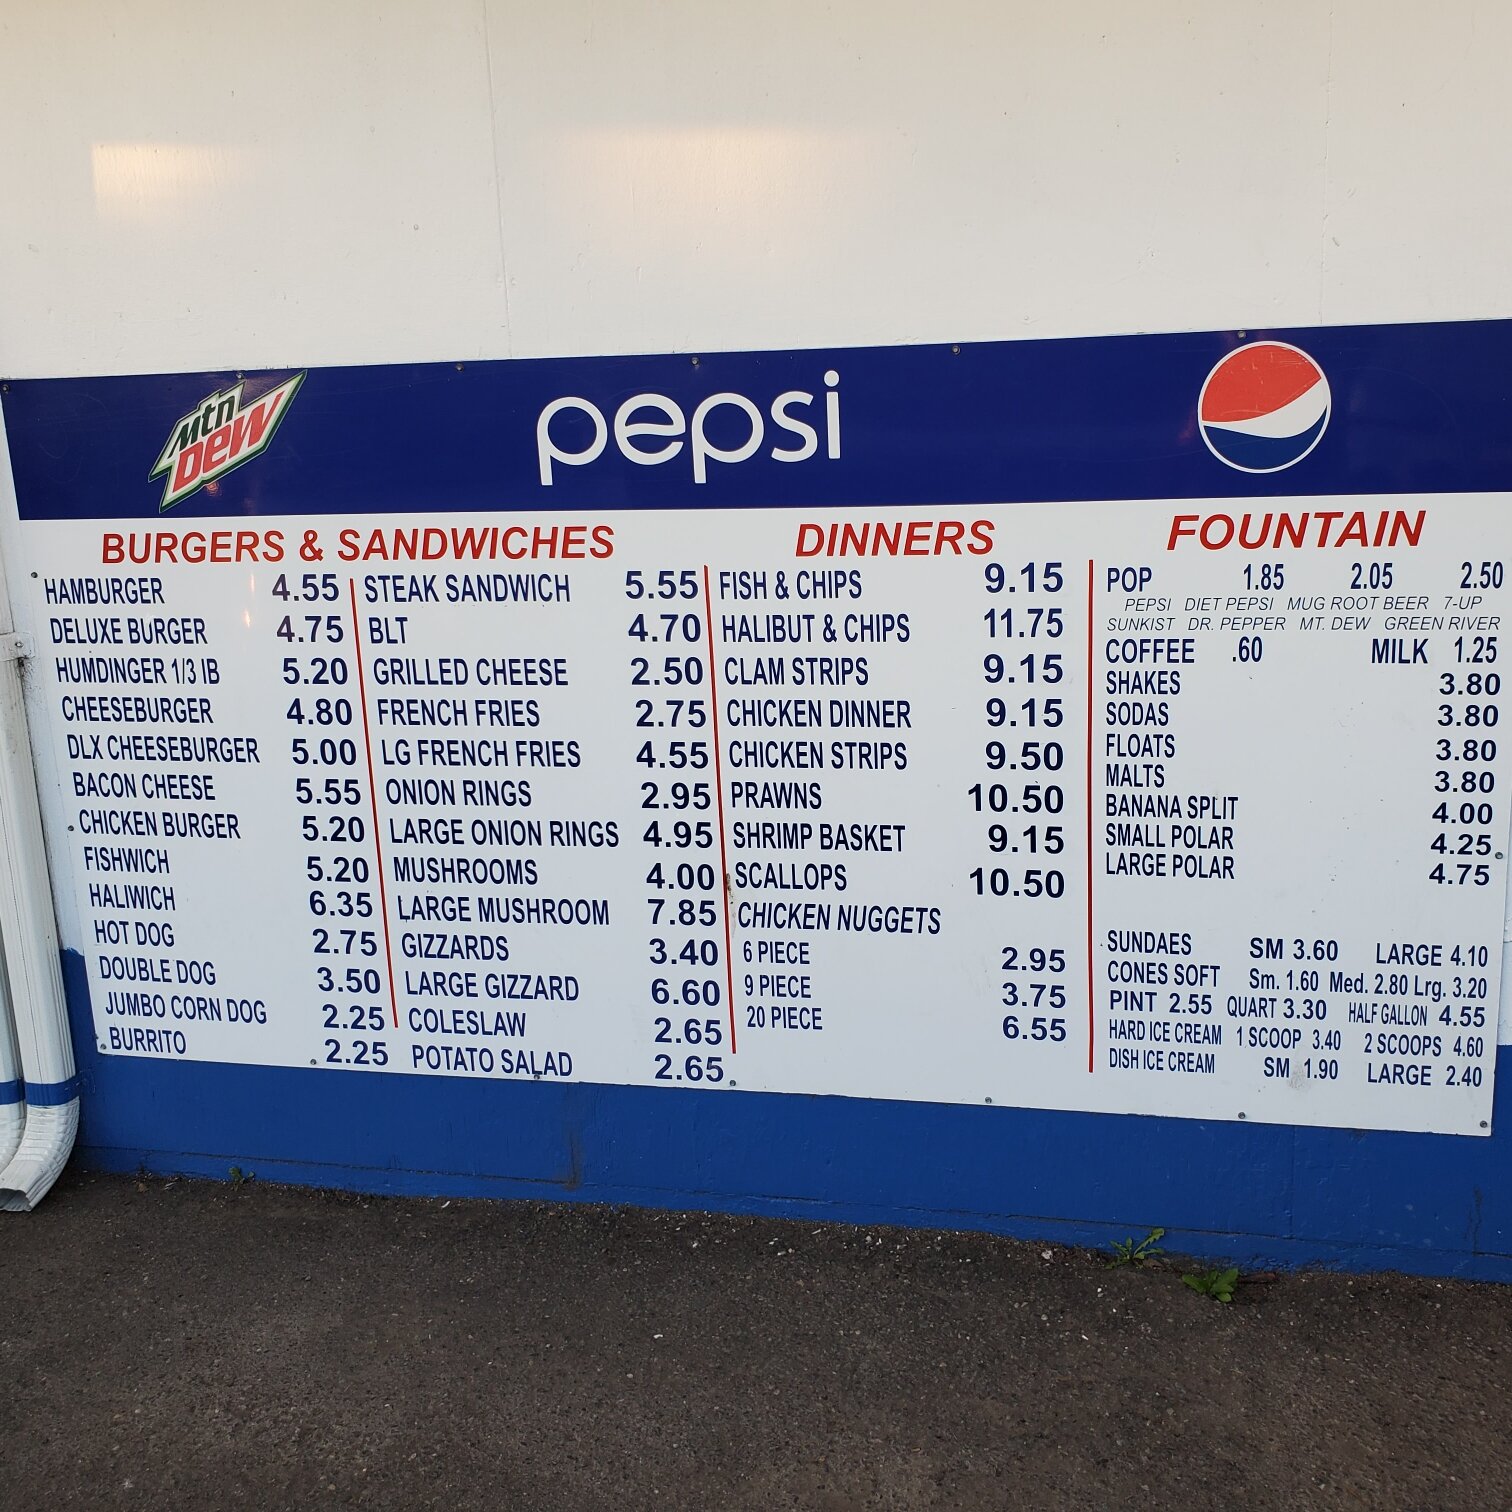 Mtn
DEW
pepsi
BURGERS & SANDWICHES
HAMBURGER 4.55
DELUXE BURGER 4.75
HUMDINGER 1/3 lB 5.20
CHEESEBURGER 4.80
DLX CHEESEBURGER 5.00
BACON CHEESE 5.55
CHICKEN BURGER 5.20
FISHWICH 5.20
HALIWICH 6.35
HOT DOG 2.75
DOUBLE DOG 3.50
JUMBO CORN DOG 2.25
BURRITO 2.25
STEAK SANDWICH 5.55
BLT 4.70
GRILLED CHEESE 2.50
FRENCH FRIES 2.75
LG FRENCH FRIES 4.55
ONION RINGS 2.95
LARGE ONION RINGS 4.95
MUSHROOMS 4.00
LARGE MUSHROOM 7.85
GIZZARDS 3.40
LARGE GIZZARD 6.60
COLESLAW 2.65
POTATO SALAD 2.65
DINNERS
FISH & CHIPS 9.15
HALIBUT & CHIPS 11.75
CLAM STRIPS 9.15
CHICKEN DINNER 9.15
CHICKEN STRIPS 9.50
PRAWNS 10.50
SHRIMP BASKET 9.15
SCALLOPS 10.50
CHICKEN NUGGETS
6 PIECE 2.95
9 PIECE 3.75
20 PIECE 6.55
FOUNTAIN
POP 1.85 2.05 2.50
PEPSI DIET PEPSI MUG ROOT BEER 7-UP
SUNKIST DR. PEPPER MT. DEW GREEN RIVER
COFFEE .60 MILK 1.25
SHAKES 3.80
SODAS 3.80
FLOATS 3.80
MALTS 3.80
BANANA SPLIT 4.00
SMALL POLAR 4.25
LARGE POLAR 4.75
SUNDAES SM 3.60 LARGE 4.10
CONES SOFT Sm. 1.60 Med. 2.80 Lrg. 3.20
PINT 2.55 QUART 3.30 HALF GALLON 4.55
HARD ICE CREAM 1 SCOOP 3.40 2 SCOOPS 4.60
DISH ICE CREAM SM 1.90 LARGE 2.40